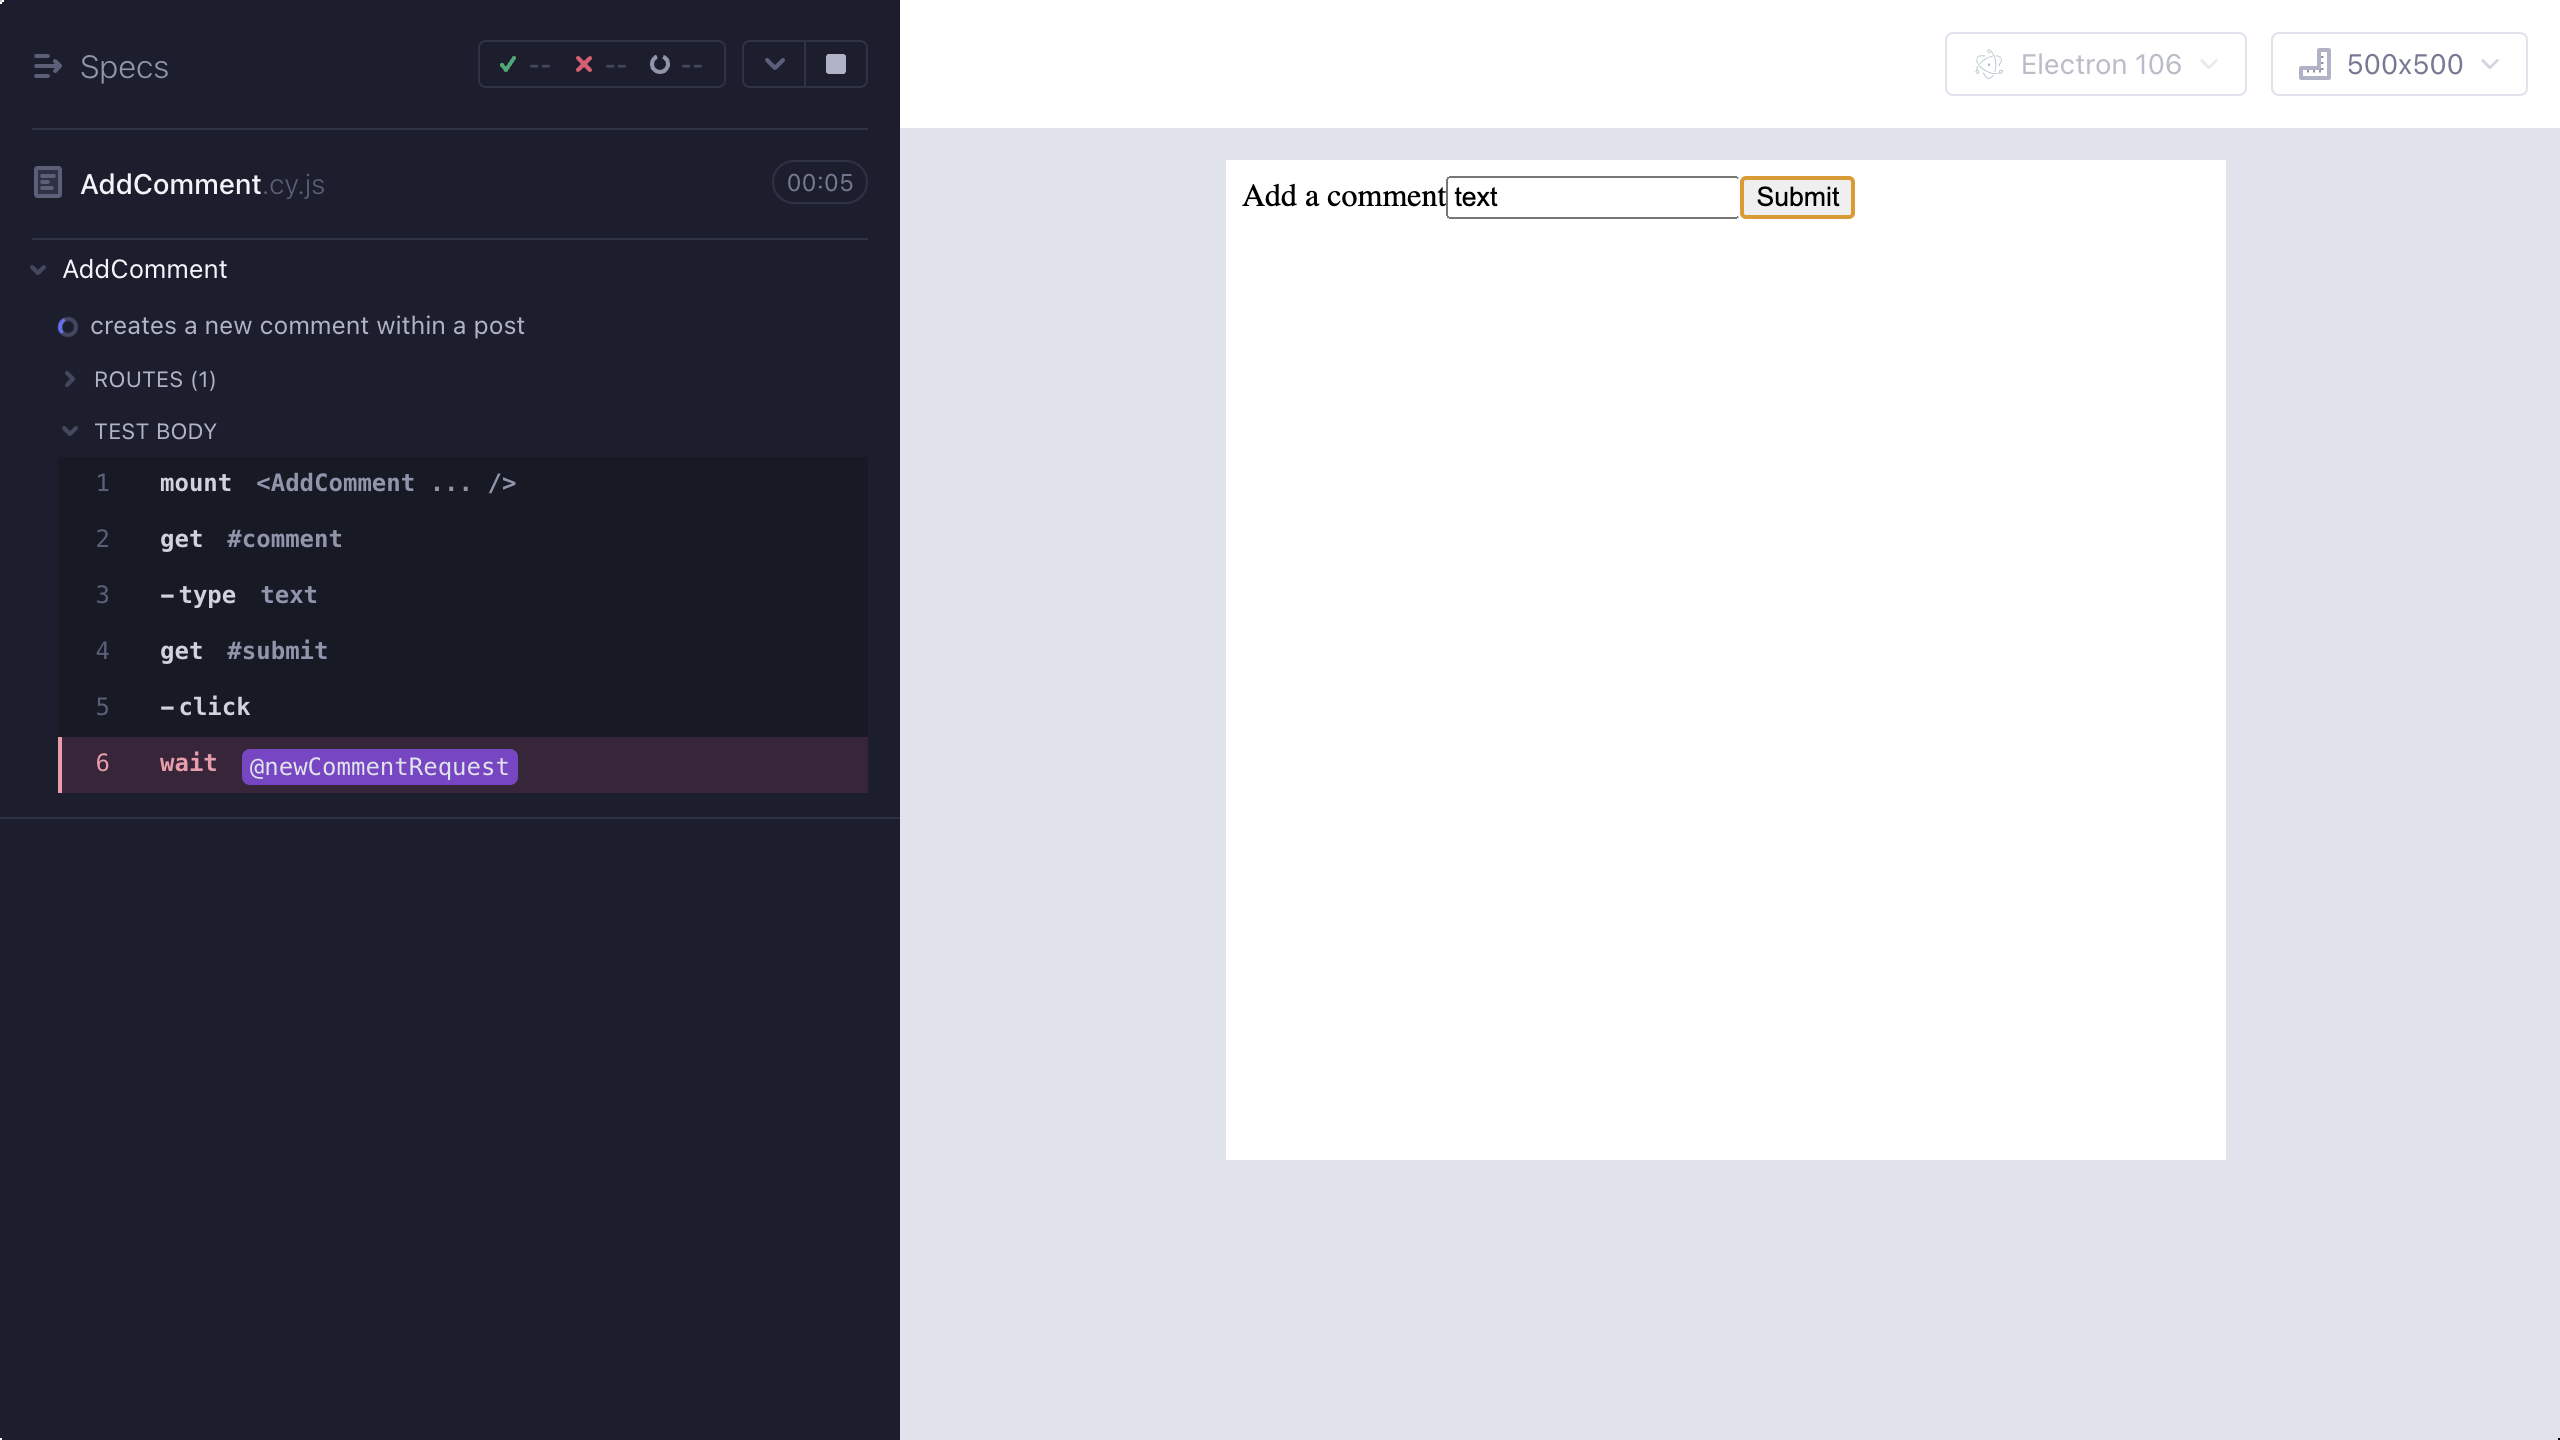 Specs
-- -- --
AddComment.cy.js
00:05
AddComment
creates a new comment within a post
ROUTES (1)
TEST BODY
1 mount <AddComment ... />
2 get #comment
3 -type text
4 get #submit
5 -click
6 wait @newCommentRequest
Electron 106
500x500
Add a comment text Submit